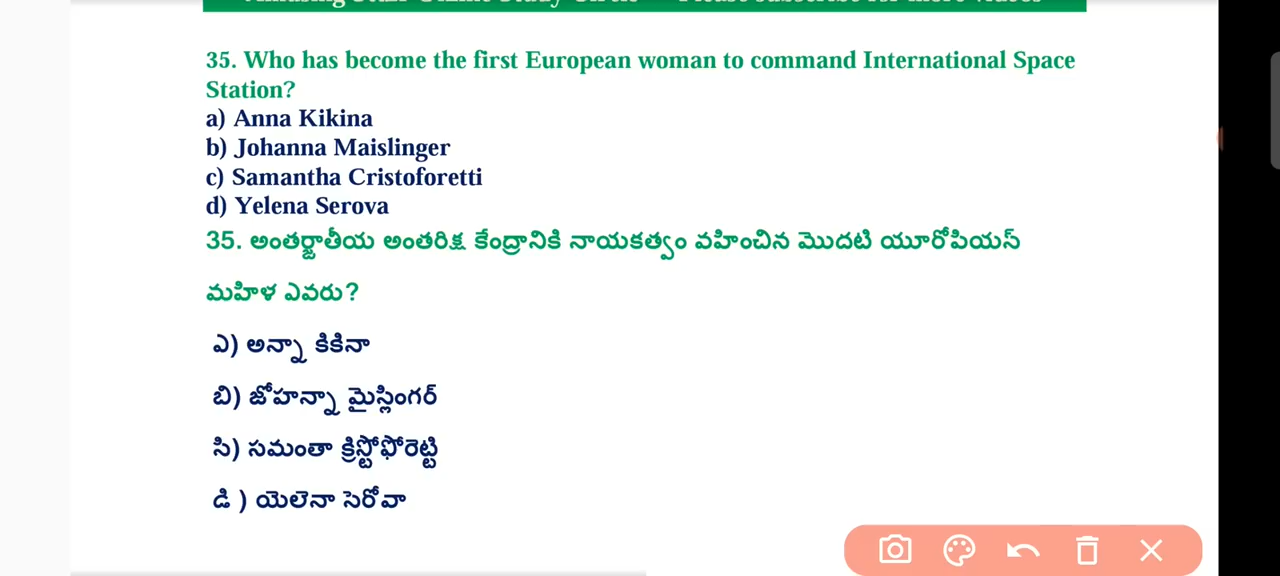 35. Who has become the first European woman to command International Space
Station?
a) Anna Kikina
b) Johanna Maislinger
c) Samantha Cristoforetti
d) Yelena Serova
35. అంతర్జాతీయ అంతరిక్ష కేంద్రానికి నాయకత్వం వహించిన మొదటి యూరోపియస్
మహిళ ఎవరు?
ఎ) అన్నా కికినా
బి) జోహన్నా మైస్లింగర్
సి) సమంతా క్రిస్టోఫోరెట్టి
డి ) యెలెనా సెరోవా